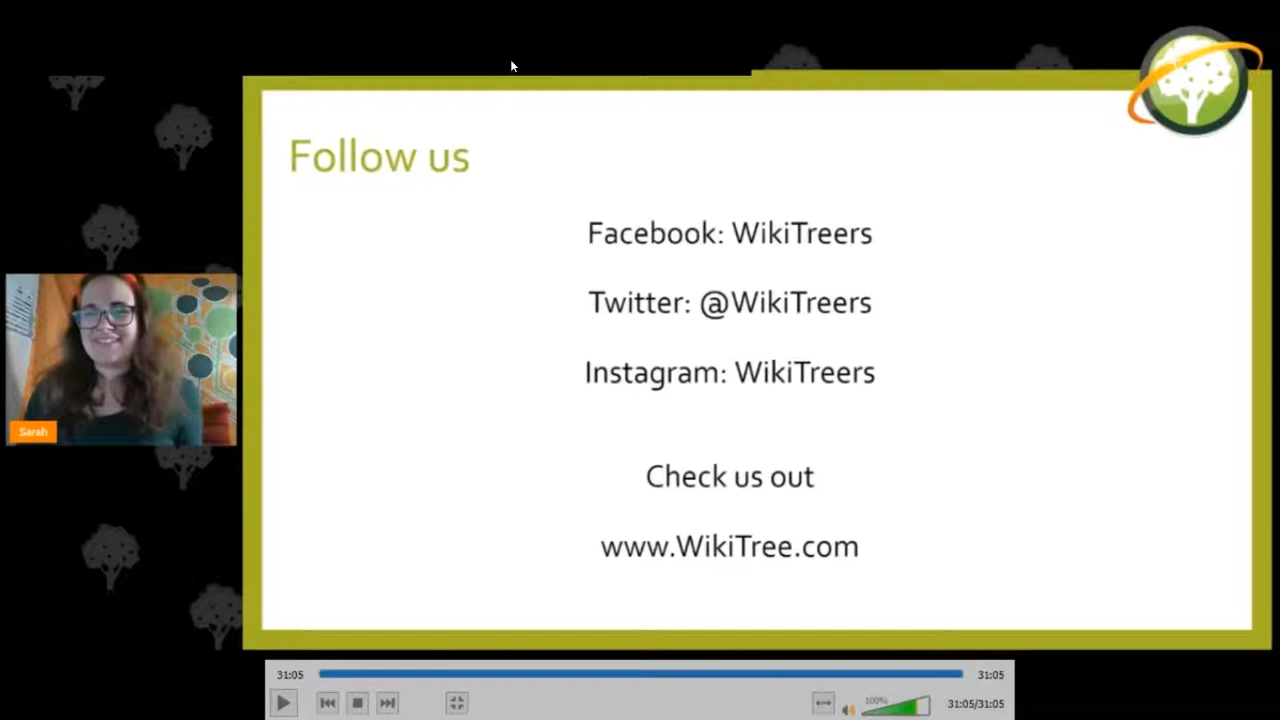 Follow us
Facebook: WikiTreers
Twitter: @WikiTreers
Instagram: WikiTreers
Sarah
Check us out
www.WikiTree.com
31:05
31:05
100%
31:05/31:05